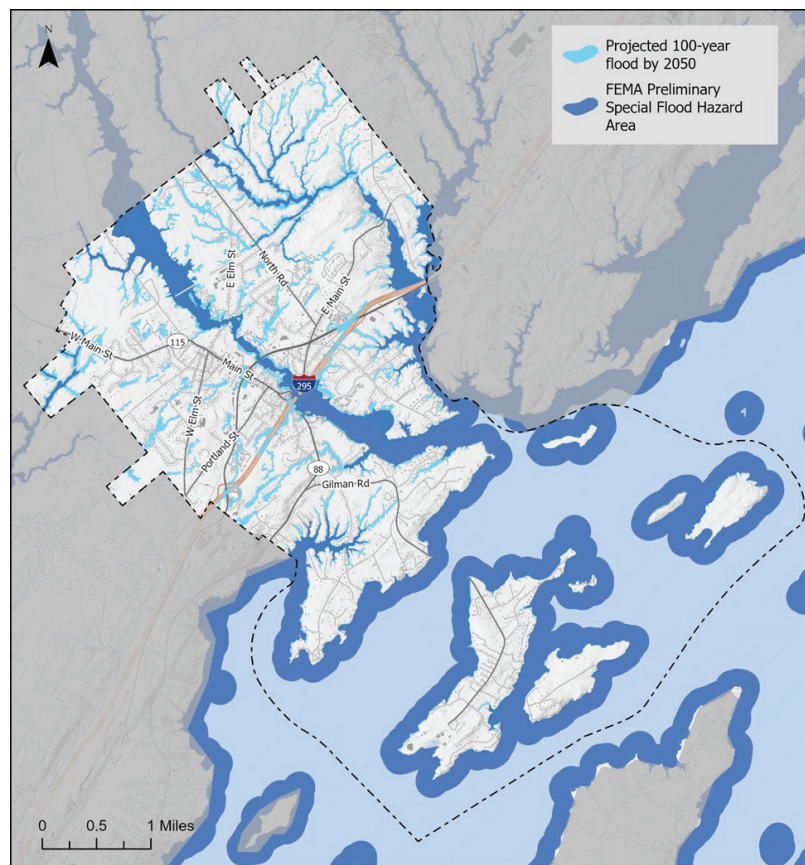 N
Projected 100-year
flood by 2050
FEMA Preliminary
Special Flood Hazard
Area
E Elm St
North Rd
E Main St
W Main St
115
Main St
295
W Elm St
Portland St
88
Gilman Rd
0 0.5 1 Miles